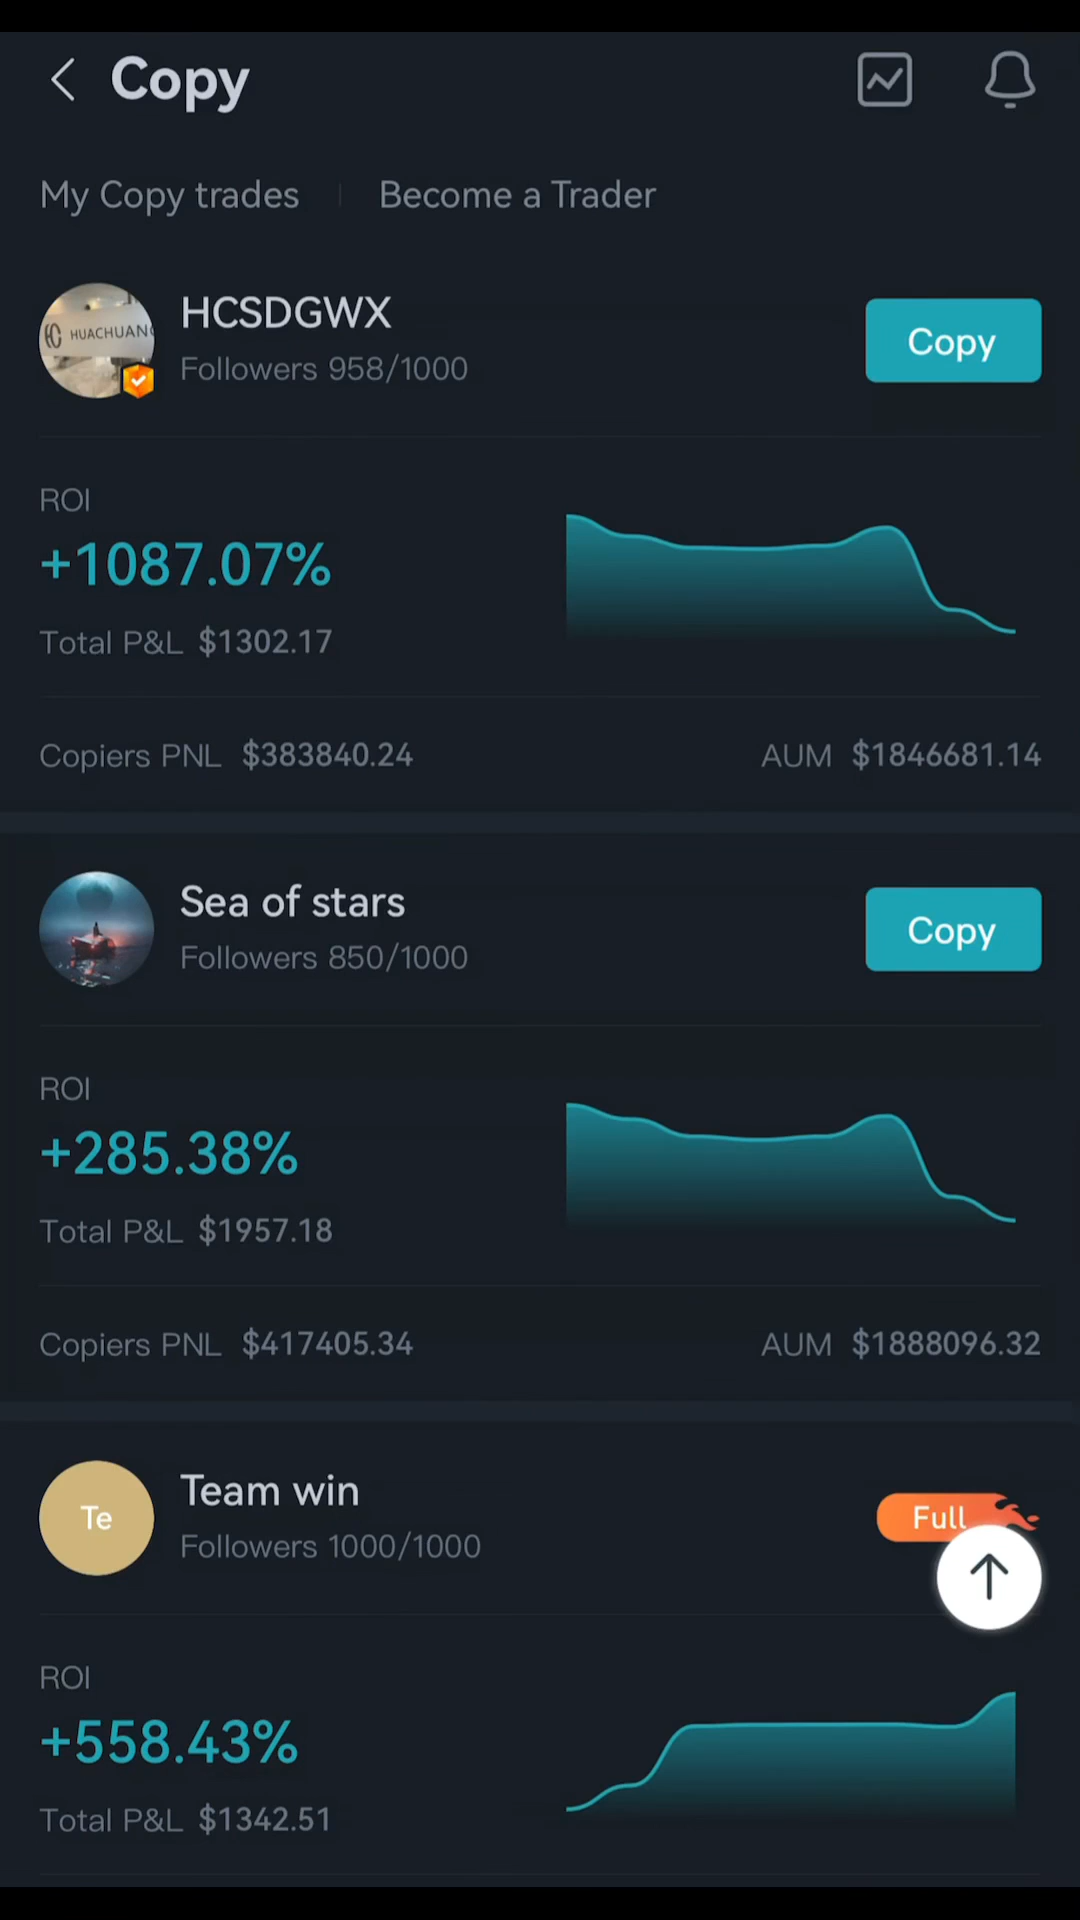 Copy
My Copy trades
Become a Trader
HUACHUANG
HCSDGWX
Followers 958/1000
Copy
ROI
+1087.07%
Total P&L $1302.17
Copiers PNL $383840.24
AUM $1846681.14
Sea of stars
Followers 850/1000
Copy
ROI
+285.38%
Total P&L $1957.18
Copiers PNL $417405.34
AUM $1888096.32
Te
Team win
Followers 1000/1000
Full
ROI
+558.43%
Total P&L $1342.51